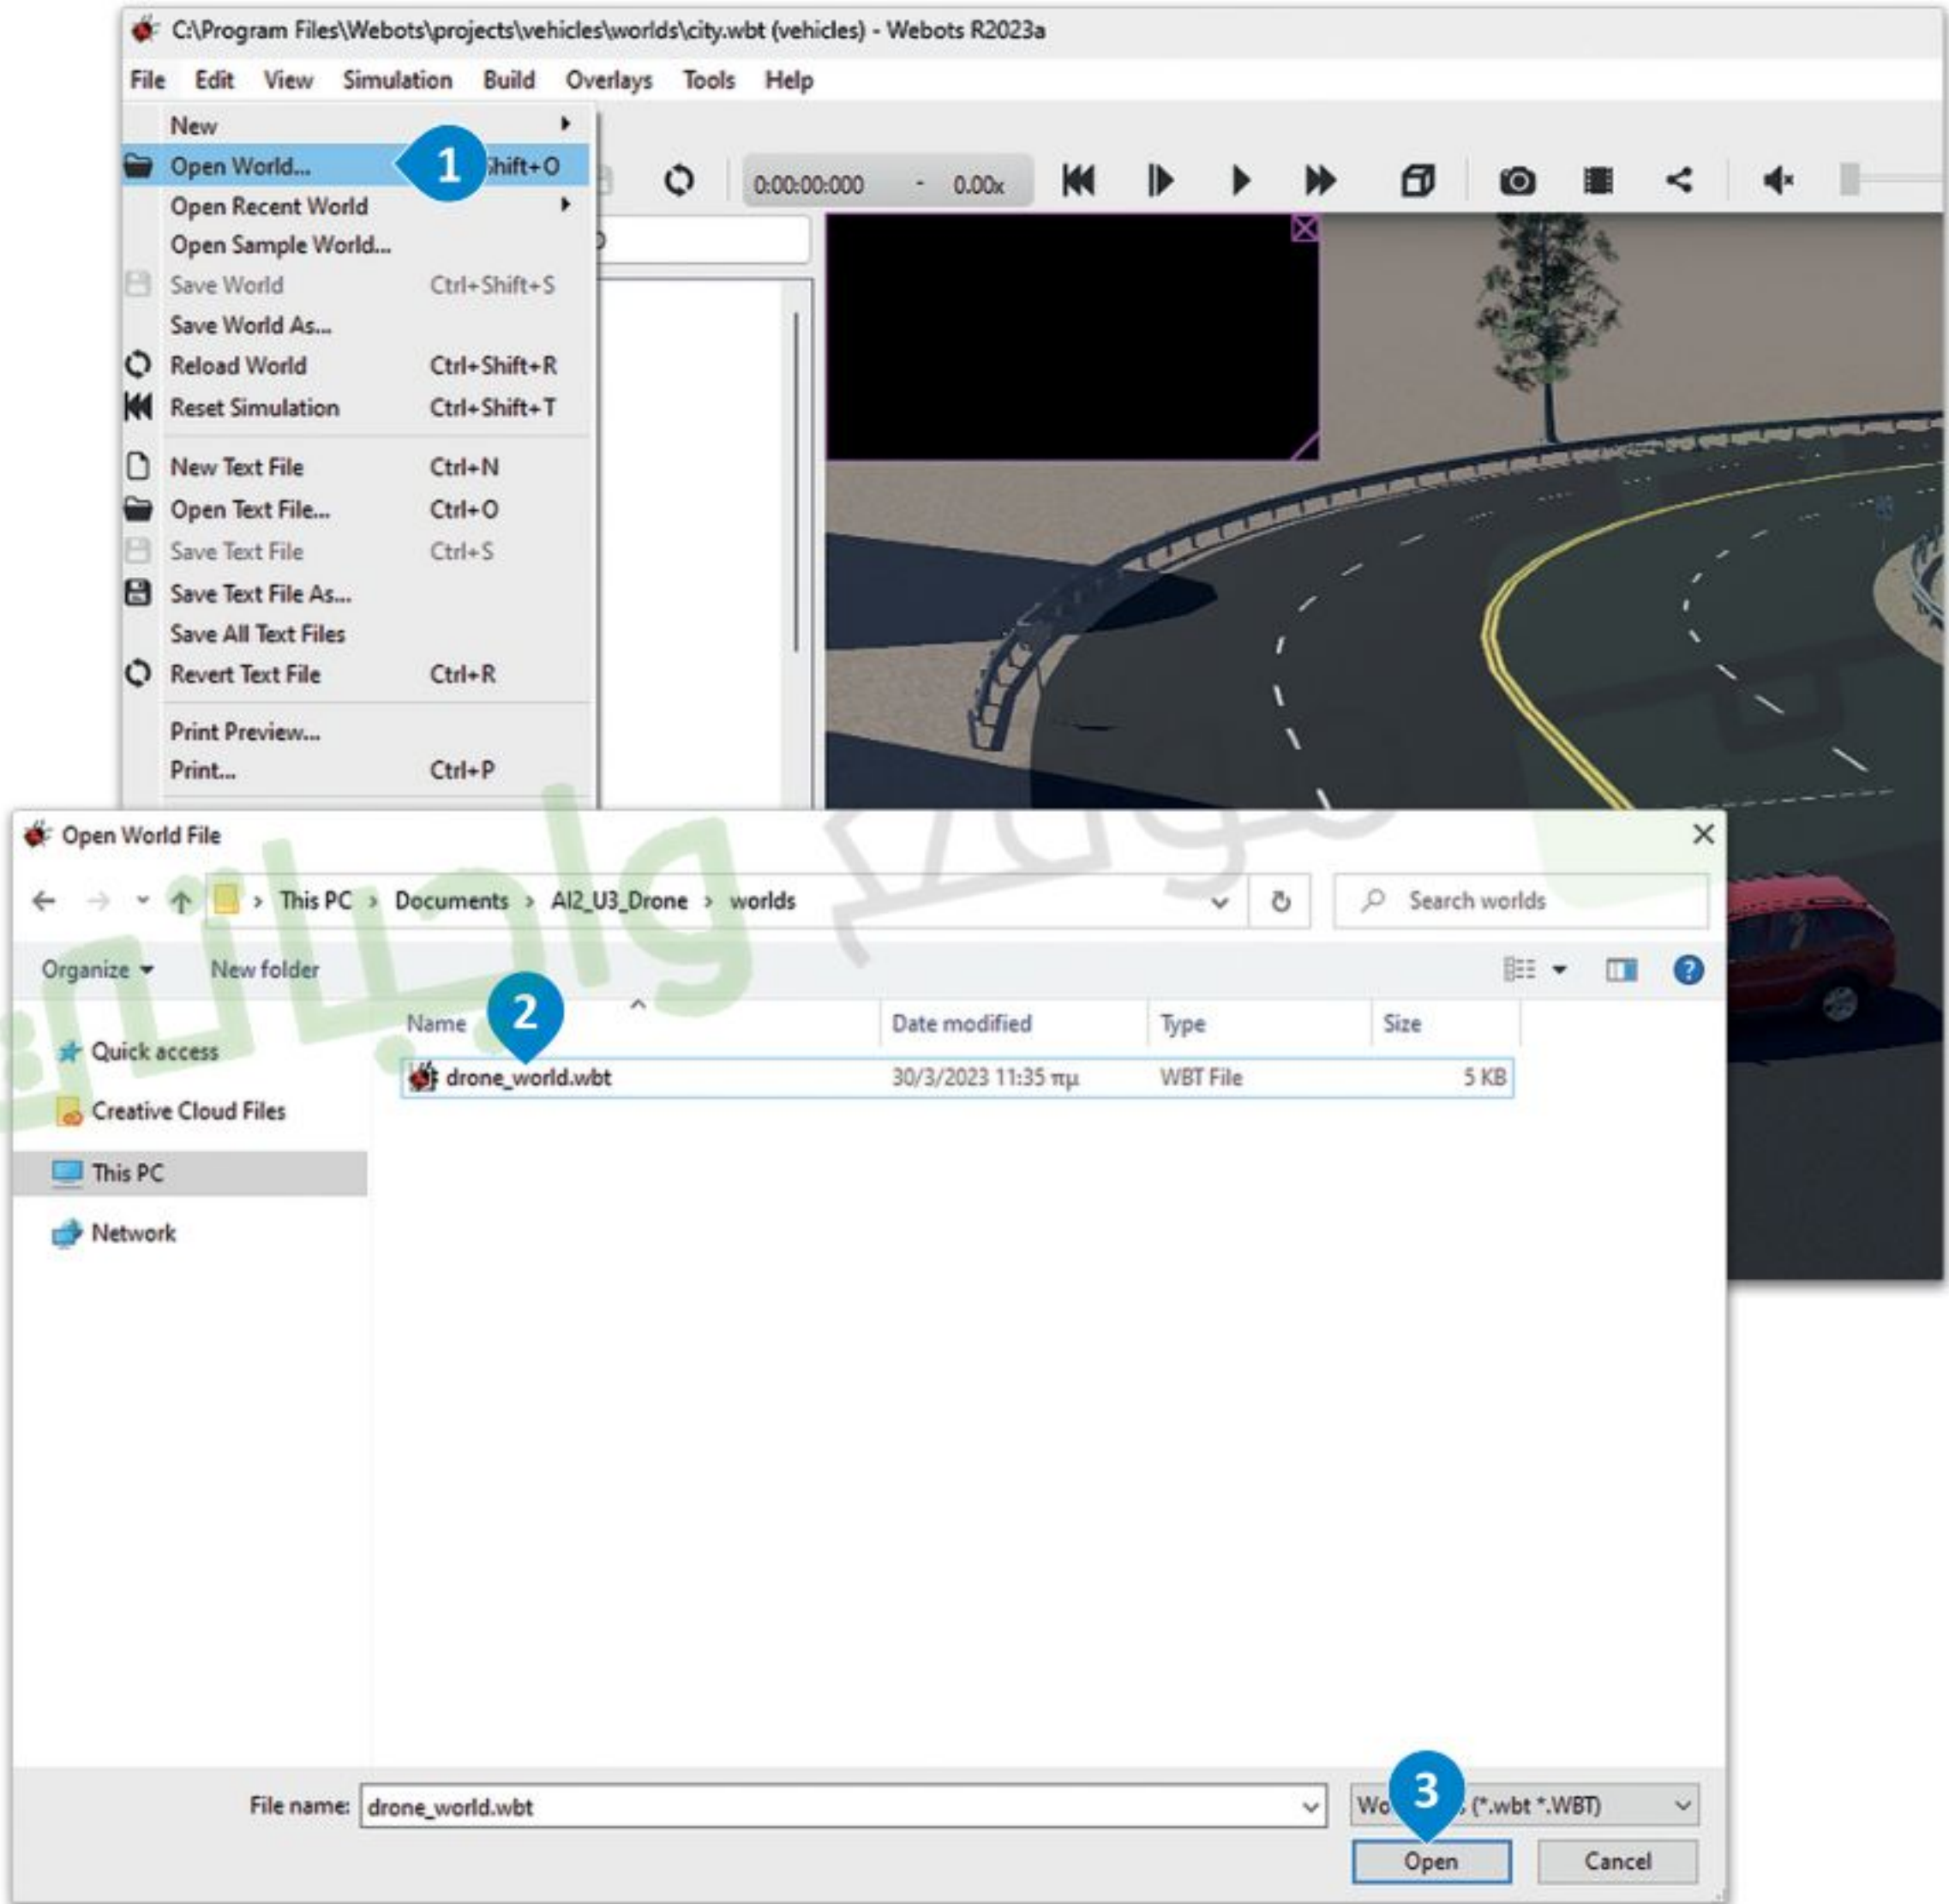 C:\Program Files\Webots\projects\vehicles\worlds\city.wbt (vehicles) - Webots R2023a
File Edit View Simulation Build Overlays Tools Help
New
Open World... 1 Shift+O
0:00:00:000 - 0.00x
Open Recent World
Open Sample World...
Save World Ctrl+Shift+S
Save World As...
Reload World Ctrl+Shift+R
Reset Simulation Ctrl+Shift+T
New Text File Ctrl+N
Open Text File... Ctrl+O
Save Text File Ctrl+S
Save Text File As...
Save All Text Files
Revert Text File Ctrl+R
Print Preview...
Print... Ctrl+P
Open World File
This PC > Documents > AI2_U3_Drone > worlds
Search worlds
Organize New folder
2
Name Date modified Type Size
drone_world.wbt 30/3/2023 11:35 πμ WBT File 5 KB
Quick access
Creative Cloud Files
This PC
Network
File name: drone_world.wbt
3 (*.wbt *.WBT)
Open Cancel